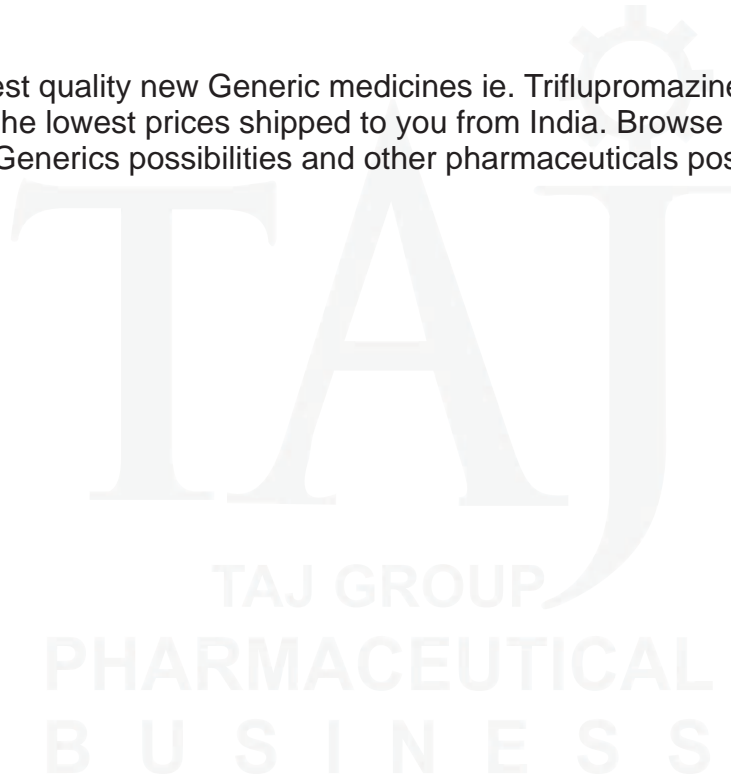 est quality new Generic medicines ie. Triflupromazine
he lowest prices shipped to you from India. Browse
Generics possibilities and other pharmaceuticals pos
TAJ
TAJ GROUP
PHARMACEUTICAL
BUSINESS